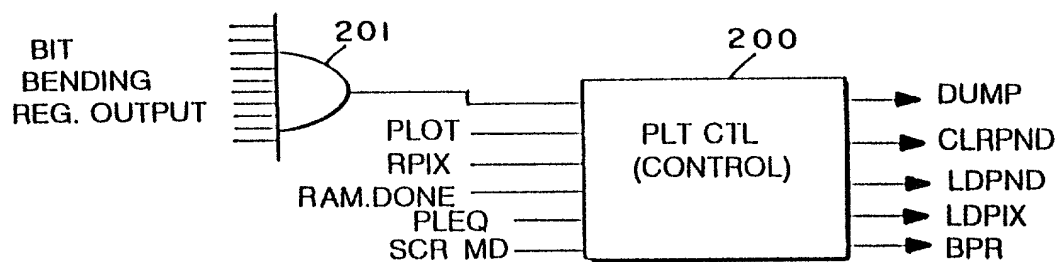 BIT
BENDING
REG. OUTPUT
201
PLOT
RPIX
RAM.DONE
PLEQ
SCR MD
200
PLT CTL
(CONTROL)
DUMP
CLRPND
LDPND
LDPIX
BPR